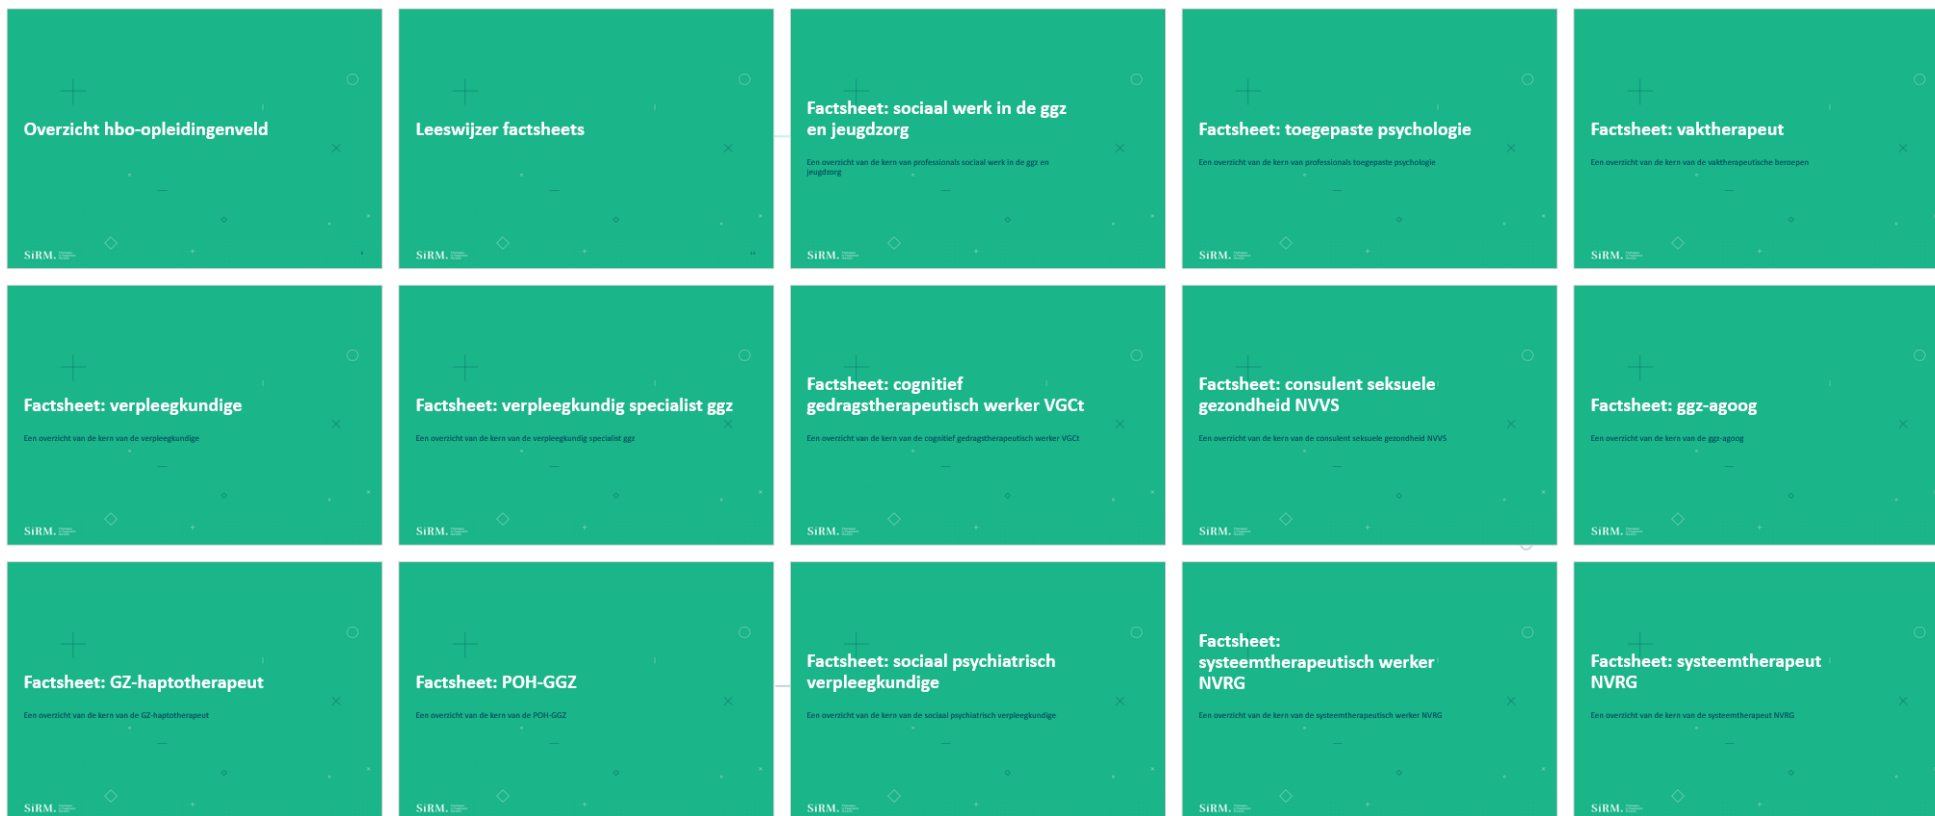 Overzicht hbo-opleidingenveld
SiRM.
Leeswijzer factsheets
SiRM.
Factsheet: sociaal werk in de ggz
en jeugdzorg
Een overzicht van de kern van professionals sociaal werk in de ggz en
jeugdzorg
SiRM.
Factsheet: toegepaste psychologie
Een overzicht van de kern van professionals toegepaste psychologie
SiRM.
Factsheet: vaktherapeut
Een overzicht van de kern van de vaktherapeutische beroepen
SiRM.
Factsheet: verpleegkundige
Een overzicht van de kern van de verpleegkundige
SiRM.
Factsheet: verpleegkundig specialist ggz
Een overzicht van de kern van de verpleegkundig specialist ggz
SiRM.
Factsheet: cognitief
gedragstherapeutisch werker VGCt
Een overzicht van de kern van de cognitief gedragstherapeutisch werker VGCt
SiRM.
Factsheet: consulent seksuele
gezondheid NVVS
Een overzicht van de kern van de consulent seksuele gezondheid NVVS
SiRM.
Factsheet: ggz-agoog
Een overzicht van de kern van de ggz-agoog
SiRM.
Factsheet: GZ-haptotherapeut
Een overzicht van de kern van de GZ-haptotherapeut
SiRM.
Factsheet: POH-GGZ
Een overzicht van de kern van de POH-GGZ
SiRM.
Factsheet: sociaal psychiatrisch
verpleegkundige
Een overzicht van de kern van de sociaal psychiatrisch verpleegkundige
SiRM.
Factsheet:
systeemtherapeutisch werker
NVRG
Een overzicht van de kern van de systeemtherapeutisch werker NVRG
SiRM.
Factsheet: systeemtherapeut
NVRG
Een overzicht van de kern van de systeemtherapeut NVRG
SiRM.